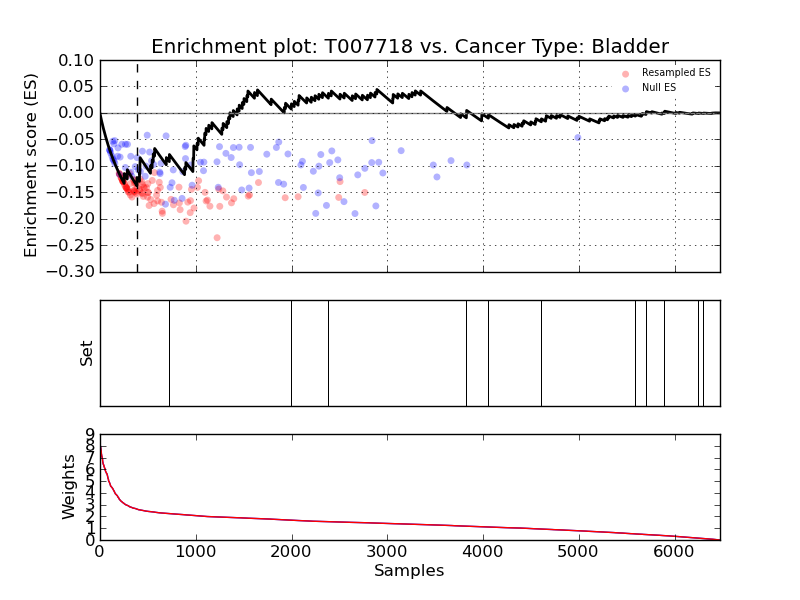 Enrichment plot: T007718 vs. Cancer Type: Bladder
Enrichment score (ES)
0.10
0.05
0.00
−0.05
−0.10
−0.15
−0.20
−0.25
−0.30
Resampled ES
Null ES
Set
Weights
9
8
7
6
5
4
3
2
1
0
0 1000 2000 3000 4000 5000 6000
Samples